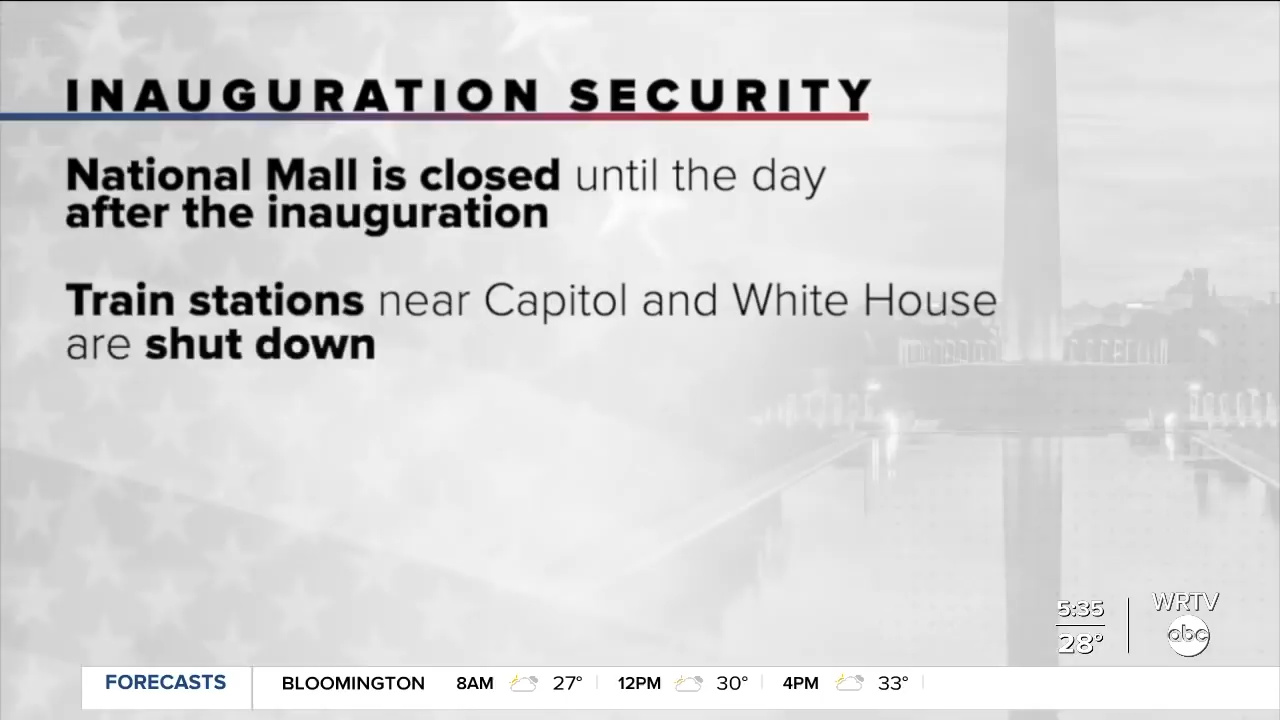 INAUGURATION SECURITY
National Mall is closed until the day
after the inauguration
Train stations near Capitol and White House
are shut down
5:35
28°
WRTV
abc
FORECASTS BLOOMINGTON 8AM 27° 12PM 30° 4PM 33°